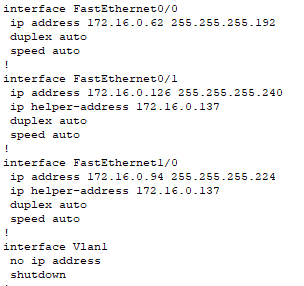 interface FastEthernet0/0
 ip address 172.16.0.62 255.255.255.192
 duplex auto
 speed auto
!
interface FastEthernet0/1
 ip address 172.16.0.126 255.255.255.240
 ip helper-address 172.16.0.137
 duplex auto
 speed auto
!
interface FastEthernet1/0
 ip address 172.16.0.94 255.255.255.224
 ip helper-address 172.16.0.137
 duplex auto
 speed auto
!
interface Vlan1
 no ip address
 shutdown